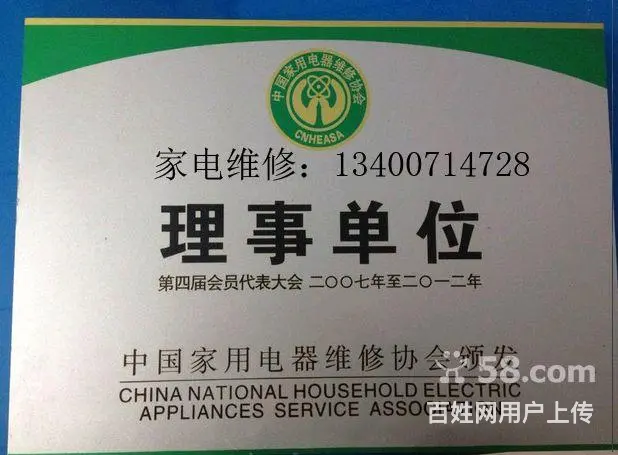 中国家用电器维修协会
CNHEASA
家电维修：13400714728
理事单位
第四届会员代表大会 二〇〇七年至二〇一二年
中国家用电器维修协会颁发
58.com
CHINA NATIONAL HOUSEHOLD ELECTRIC
APPLIANCES SERVICE ASSOCIATION
百姓网用户上传